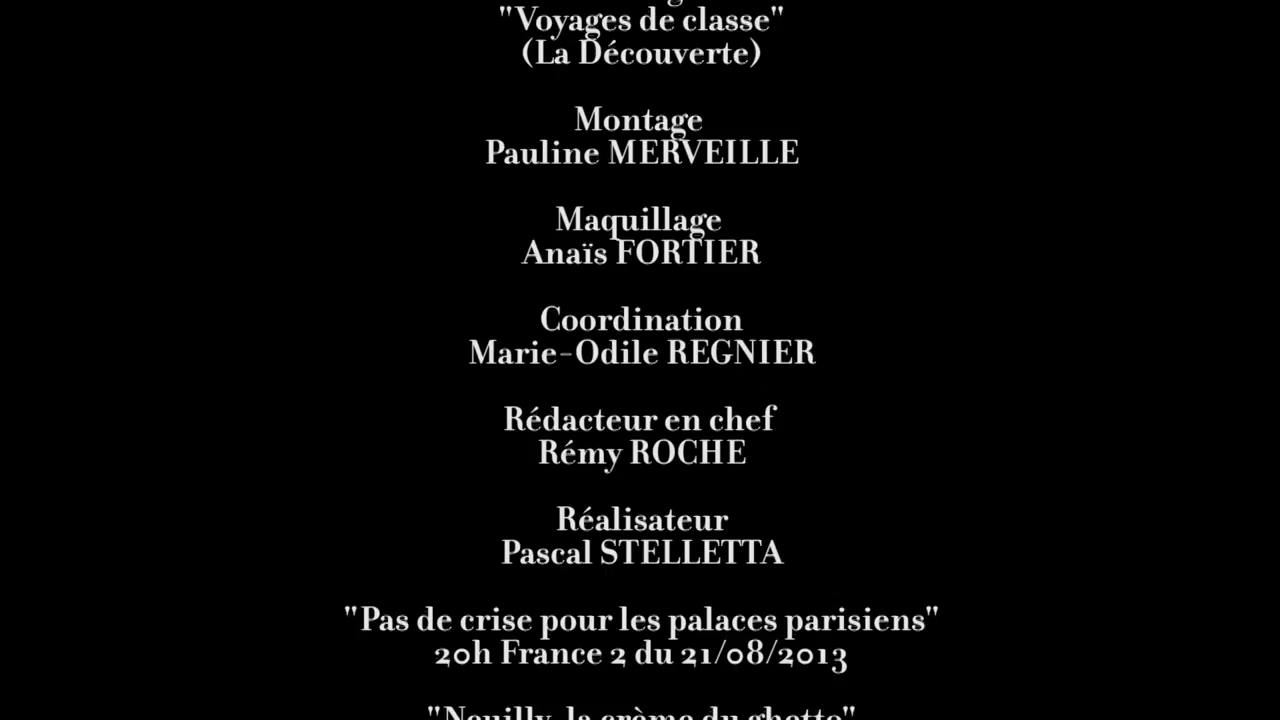 "Voyages de classe"
(La Découverte)
Montage
Pauline MERVEILLE
Maquillage
Anaïs FORTIER
Coordination
Marie-Odile REGNIER
Rédacteur en chef
Rémy ROCHE
Réalisateur
Pascal STELLETTA
"Pas de crise pour les palaces parisiens"
20h France 2 du 21/08/2013
"Neuilly, la crème du ghetto"